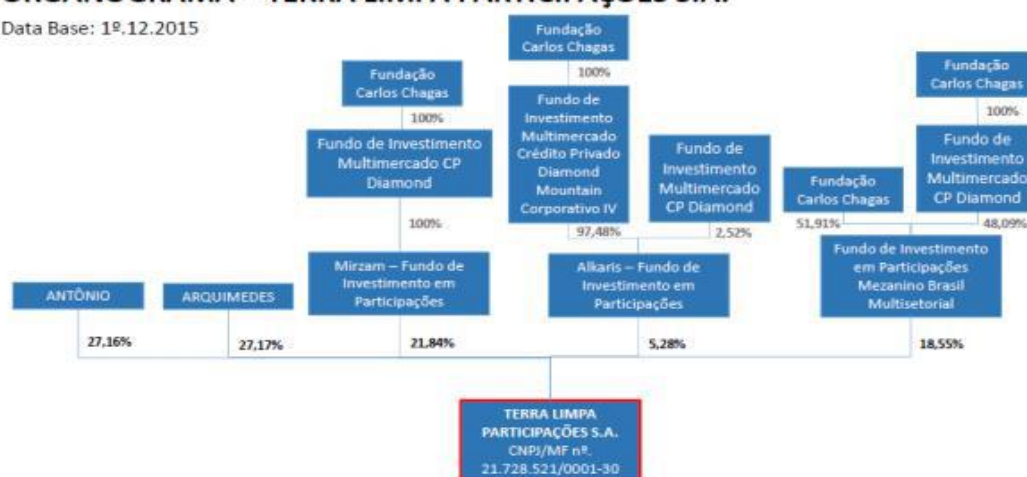 ORGANOGRAMA – TERRA LIMPA PARTICIPAÇÕES S.A.
Data Base: 1º.12.2015
Fundação
Carlos Chagas
100%
Fundo de Investimento
Multimercado CP
Diamond
100%
Mirzam – Fundo de
Investimento em
Participações
Fundação
Carlos Chagas
100%
Fundo de
Investimento
Multimercado
Crédito Privado
Diamond
Mountain
Corporativo IV
97,48%
Fundo de
Investimento
Multimercado
CP Diamond
2,52%
Alkaris – Fundo de
Investimento em
Participações
Fundação
Carlos Chagas
51,91%
Fundação
Carlos Chagas
100%
Fundo de
Investimento
Multimercado
CP Diamond
48,09%
Fundo de Investimento
em Participações
Mezanino Brasil
Multisetorial
ANTÔNIO
ARQUIMEDES
27,16%
27,17%
21,84%
5,28%
18,55%
TERRA LIMPA
PARTICIPAÇÕES S.A.
CNPJ/MF nº.
21.728.521/0001-30